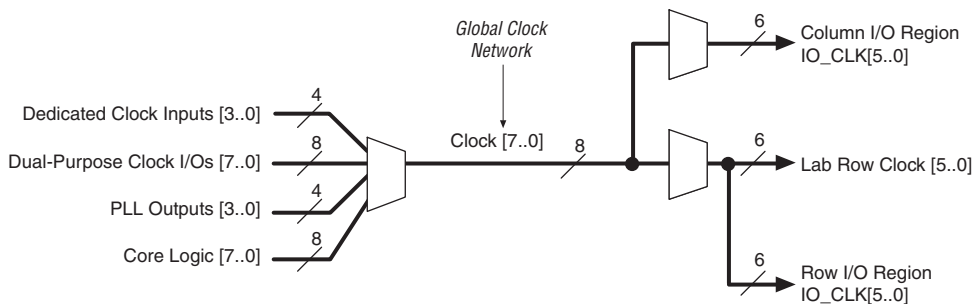 Global Clock
Network
6
Column I/O Region
IO_CLK[5..0]
Dedicated Clock Inputs [3..0]
4
Dual-Purpose Clock I/Os [7..0]
8
Clock [7..0]
8
6
Lab Row Clock [5..0]
PLL Outputs [3..0]
4
Core Logic [7..0]
8
6
Row I/O Region
IO_CLK[5..0]